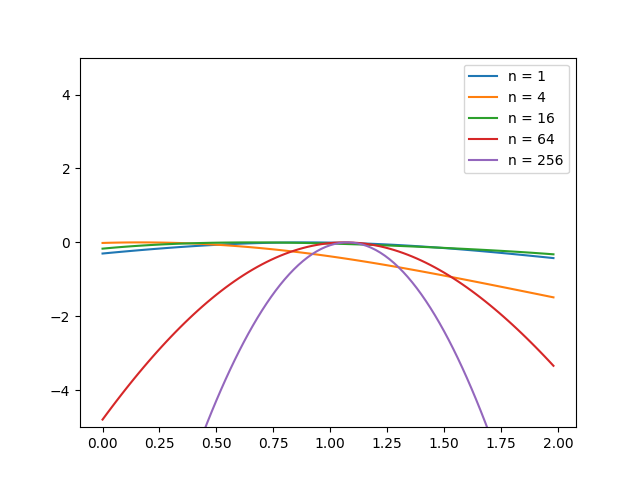 n = 1
n = 4
n = 16
n = 64
n = 256
4
2
0
−2
−4
0.00 0.25 0.50 0.75 1.00 1.25 1.50 1.75 2.00